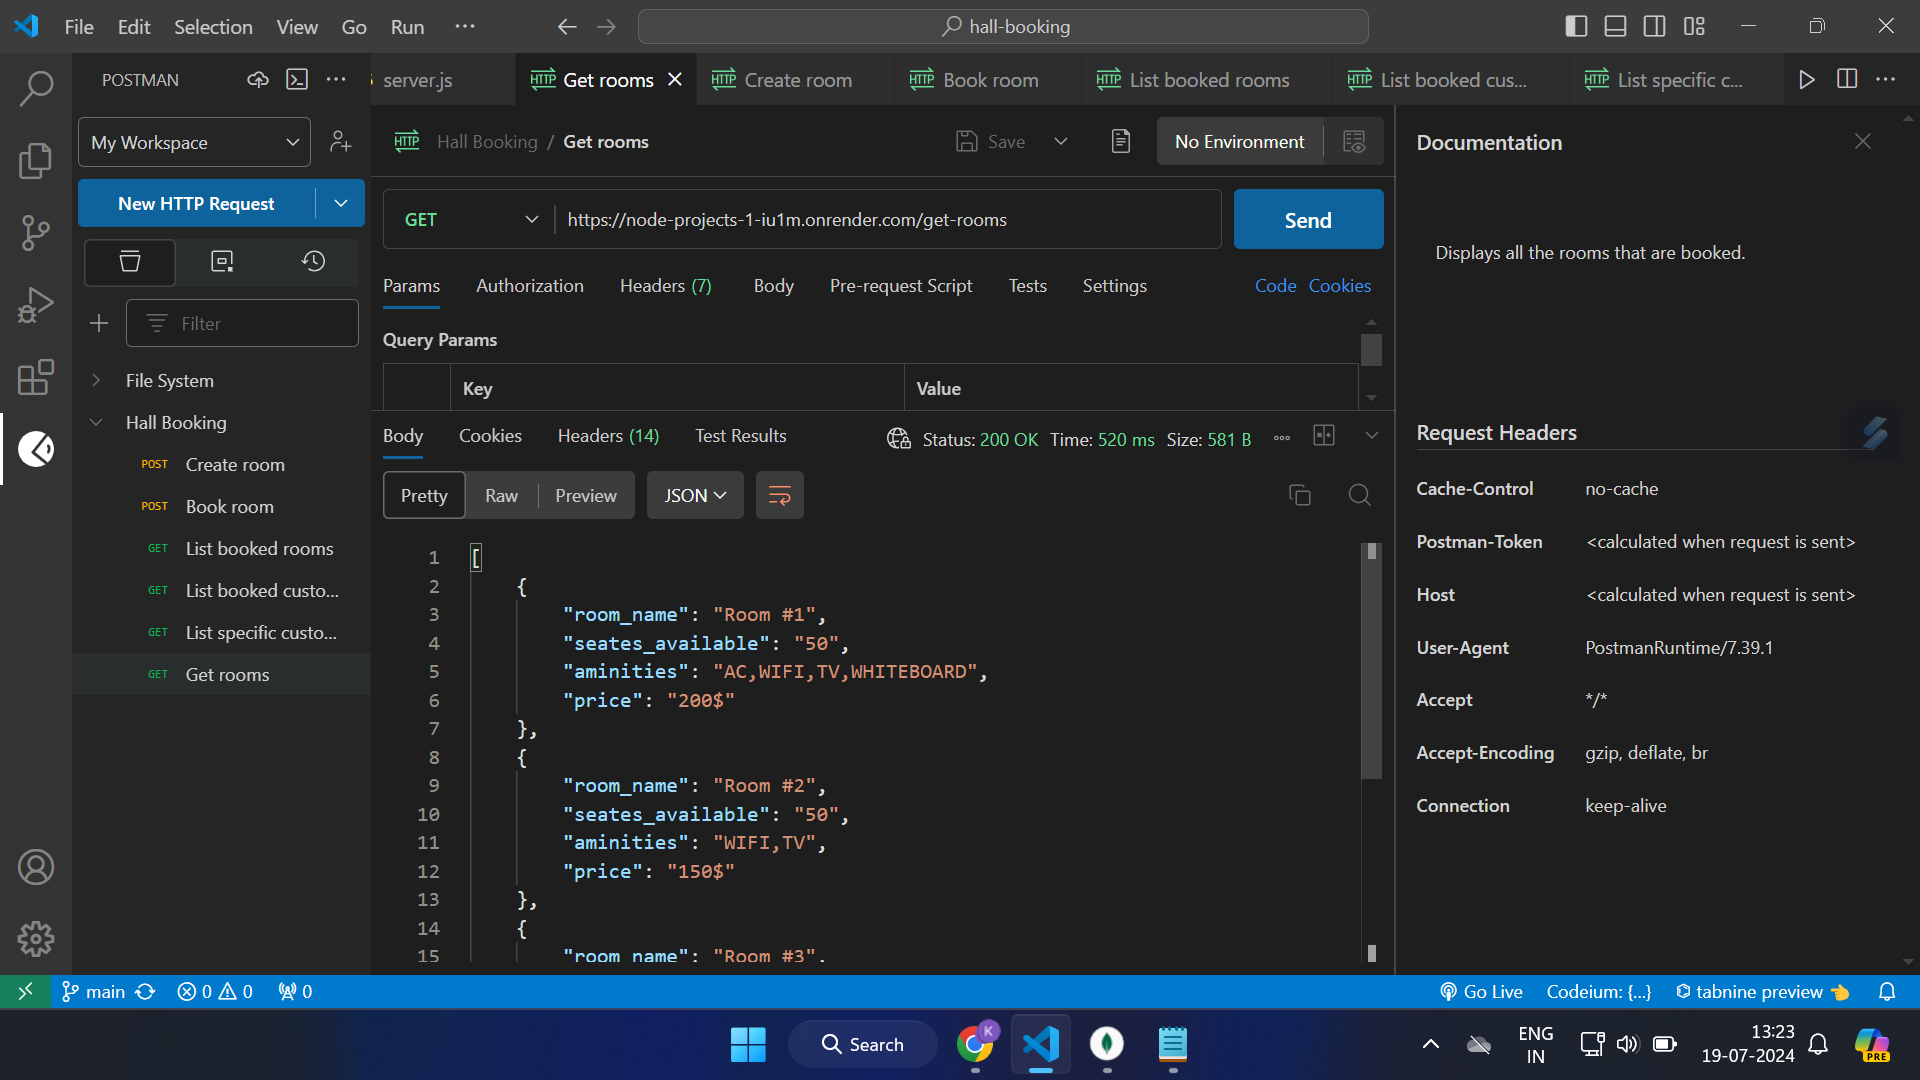 File Edit Selection View Go Run ··· hall-booking
POSTMAN
server.js
HTTP Get rooms
HTTP Create room
HTTP Book room
HTTP List booked rooms
HTTP List booked cus...
HTTP List specific c...
My Workspace
HTTP Hall Booking / Get rooms
Save
No Environment
Documentation
New HTTP Request
GET https://node-projects-1-iu1m.onrender.com/get-rooms
Send
Displays all the rooms that are booked.
Params Authorization Headers (7) Body Pre-request Script Tests Settings Code Cookies
Filter
Query Params
Key Value
File System
Hall Booking
POST Create room
POST Book room
GET List booked rooms
GET List booked custo...
GET List specific custo...
GET Get rooms
Body Cookies Headers (14) Test Results Status: 200 OK Time: 520 ms Size: 581 B
Pretty Raw Preview JSON
1 [
2 {
3 "room_name": "Room #1",
4 "seates_available": "50",
5 "aminities": "AC,WIFI,TV,WHITEBOARD",
6 "price": "200$"
7 },
8 {
9 "room_name": "Room #2",
10 "seates_available": "50",
11 "aminities": "WIFI,TV",
12 "price": "150$"
13 },
14 {
15 "room_name": "Room #3",
Request Headers
Cache-Control no-cache
Postman-Token <calculated when request is sent>
Host <calculated when request is sent>
User-Agent PostmanRuntime/7.39.1
Accept */*
Accept-Encoding gzip, deflate, br
Connection keep-alive
main 0 0 0 Go Live Codeium: {...} tabnine preview
Search
K
ENG
IN
13:23
19-07-2024
PRE